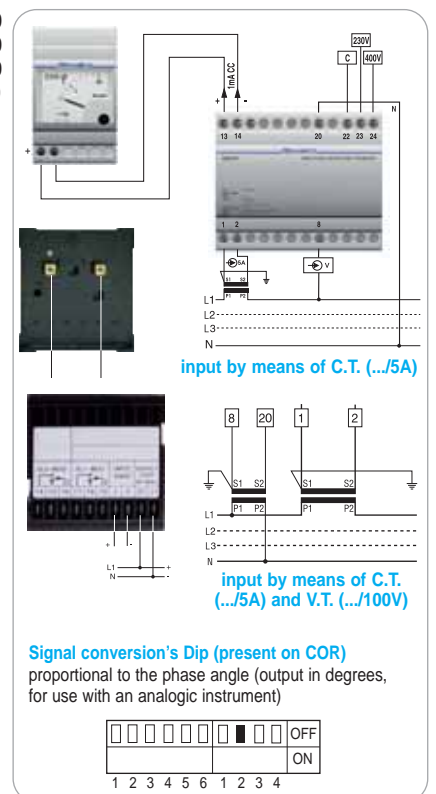 230V
C 400V
1mA CC
+ -
N
13 14 20 22 23 24
+
1 2 8
5A V
S1 S2
P1 P2
L1
L2
L3
N
input by means of C.T. (.../5A)
8 20 1 2
S1 S2 S1 S2
P1 P2 P1 P2
L1
L2
L3
N
+ -
L1 +
N -
input by means of C.T.
(.../5A) and V.T. (.../100V)
Signal conversion's Dip (present on COR)
proportional to the phase angle (output in degrees,
for use with an analogic instrument)
OFF
ON
1 2 3 4 5 6 1 2 3 4